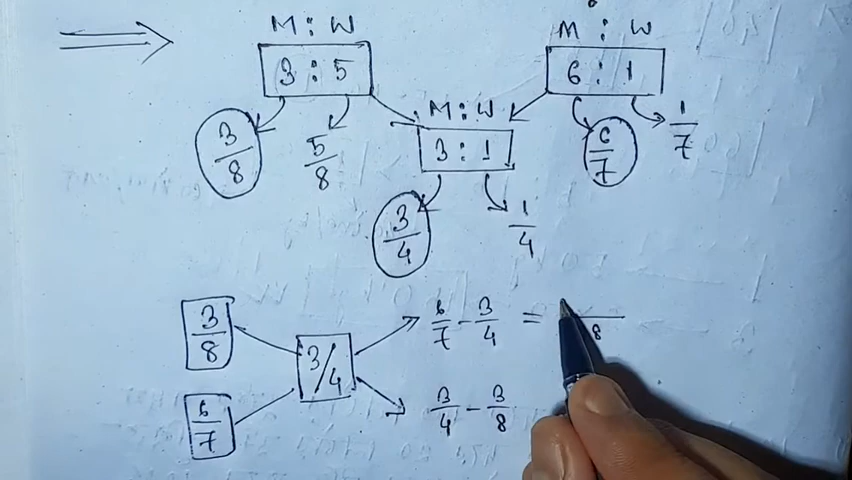 M : W
M : W
3 : 5
6 : 1
M : W
3 : 1
3/8
5/8
6/7
1/7
3/4
1/4
3/8
3/4
6/7 - 3/4 = /8
6/7
3/4 - 3/8